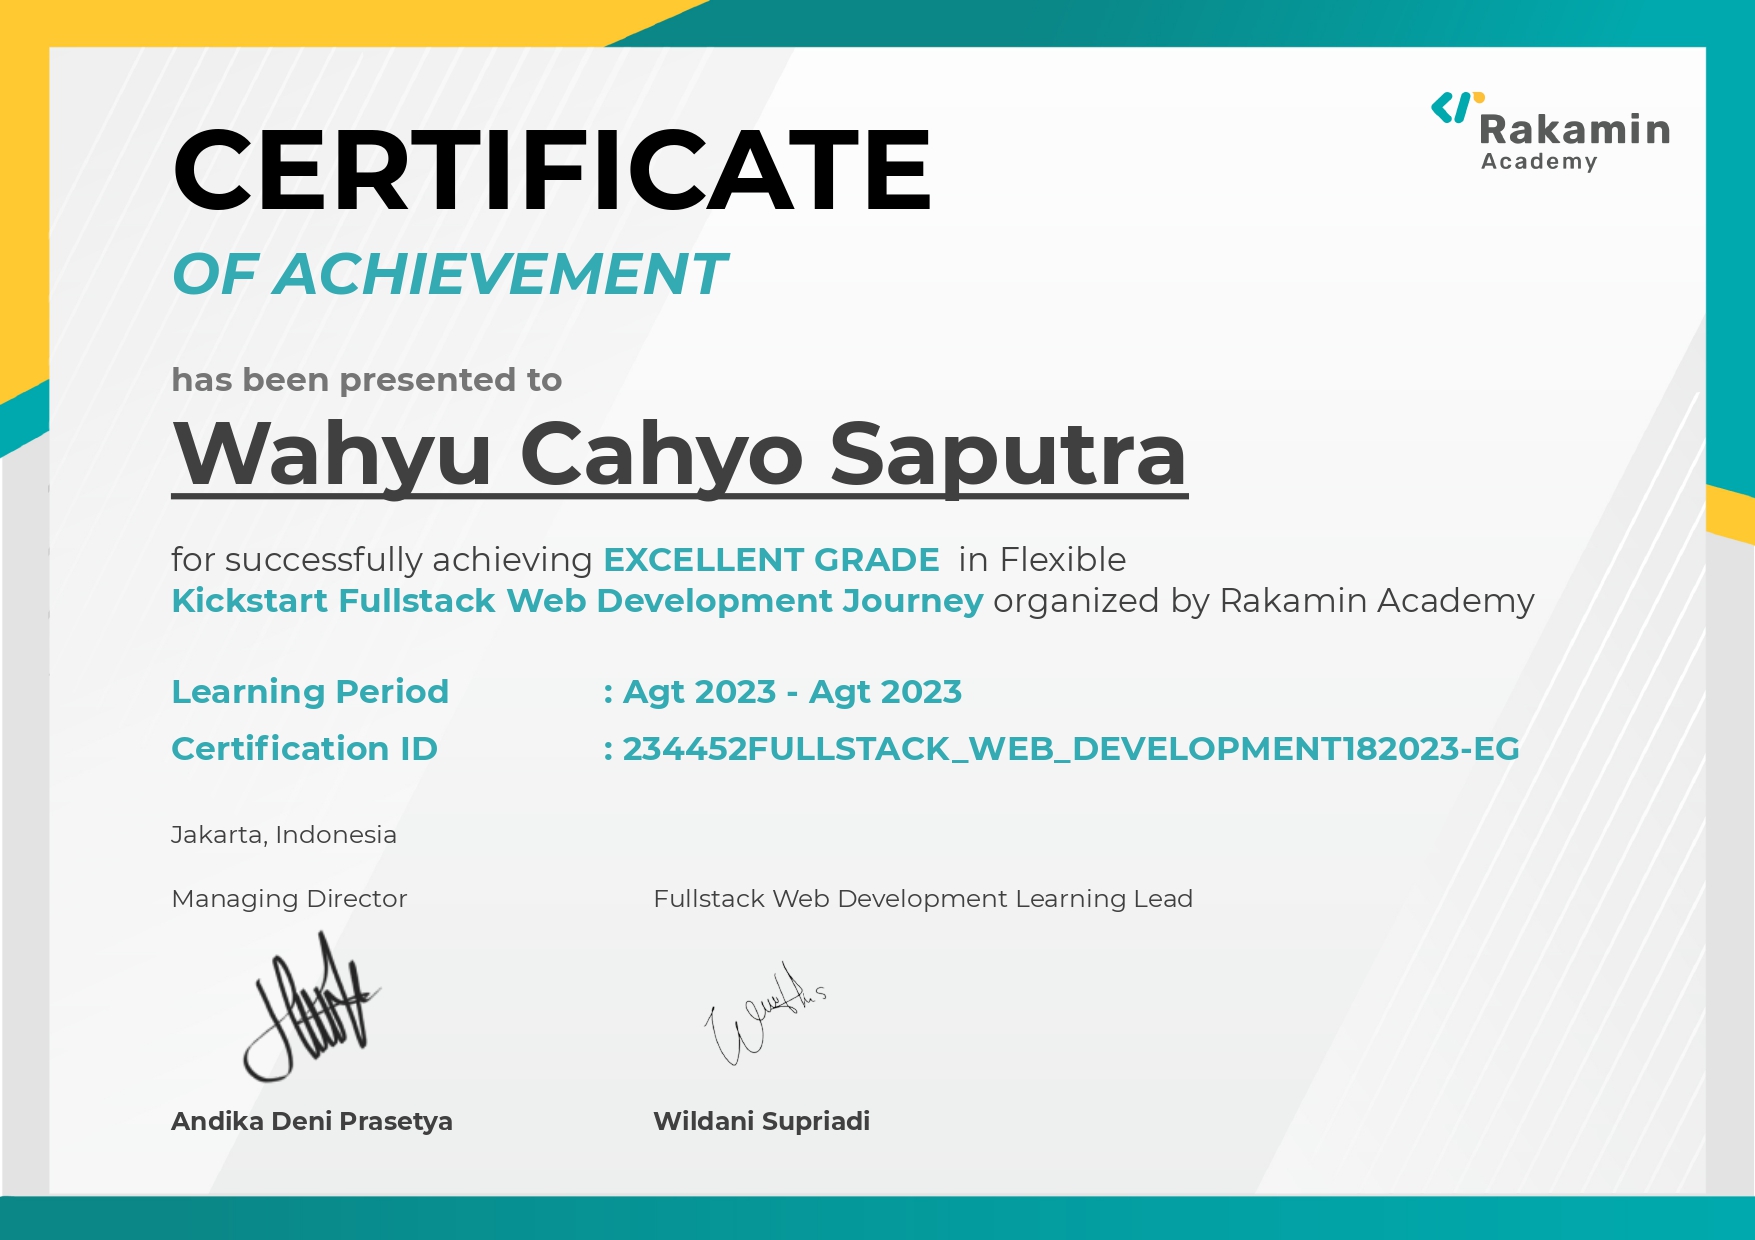 Rakamin
Academy
CERTIFICATE
OF ACHIEVEMENT
has been presented to
Wahyu Cahyo Saputra
for successfully achieving EXCELLENT GRADE in Flexible
Kickstart Fullstack Web Development Journey organized by Rakamin Academy
Learning Period : Agt 2023 - Agt 2023
Certification ID : 234452FULLSTACK_WEB_DEVELOPMENT182023-EG
Jakarta, Indonesia
Managing Director Fullstack Web Development Learning Lead
Andika Deni Prasetya Wildani Supriadi